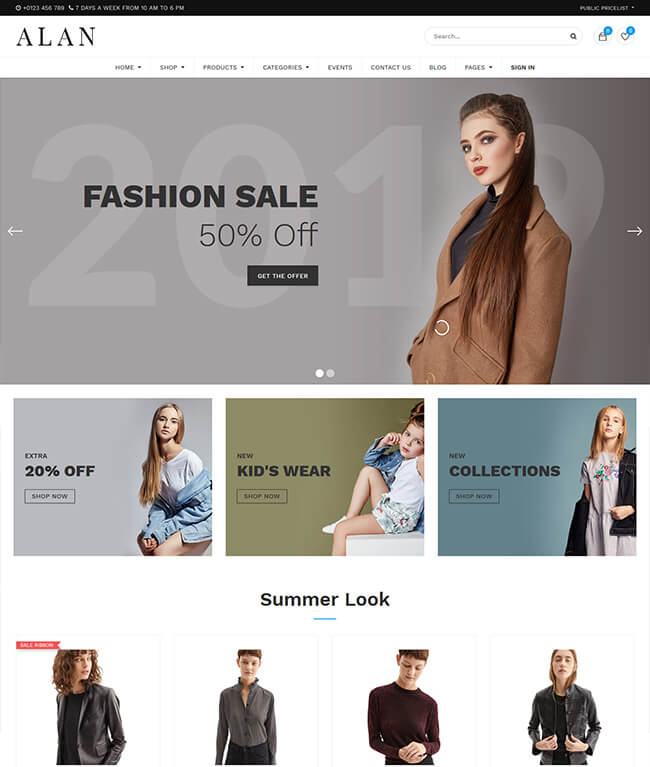 +0123 456 789 7 DAYS A WEEK FROM 10 AM TO 6 PM
PUBLIC PRICELIST
ALAN
Search...
0
0
HOME SHOP PRODUCTS CATEGORIES EVENTS CONTACT US BLOG PAGES SIGN IN
2019
FASHION SALE
50% Off
GET THE OFFER
EXTRA
20% OFF
SHOP NOW
NEW
KID'S WEAR
SHOP NOW
NEW
COLLECTIONS
SHOP NOW
Summer Look
SALE RIBBON